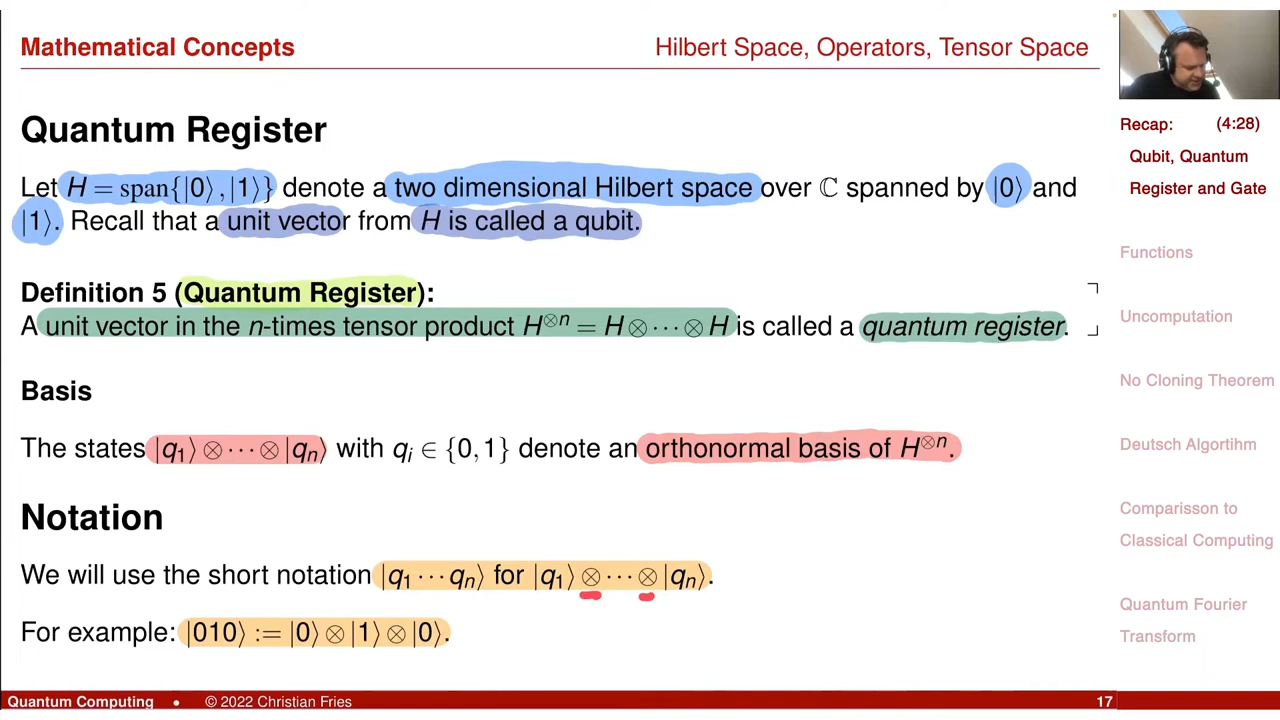 Mathematical Concepts
Hilbert Space, Operators, Tensor Space
Quantum Register
Let H = span{|0⟩,|1⟩} denote a two dimensional Hilbert space over ℂ spanned by |0⟩ and
|1⟩. Recall that a unit vector from H is called a qubit.
Definition 5 (Quantum Register):
A unit vector in the n-times tensor product H⊗ⁿ = H ⊗ ··· ⊗ H is called a quantum register.
Basis
The states |q₁⟩ ⊗ ··· ⊗ |qₙ⟩ with qᵢ ∈ {0,1} denote an orthonormal basis of H⊗ⁿ.
Notation
We will use the short notation |q₁ ··· qₙ⟩ for |q₁⟩ ⊗ ··· ⊗ |qₙ⟩.
For example: |010⟩ := |0⟩ ⊗ |1⟩ ⊗ |0⟩.
Recap: (4:28)
Qubit, Quantum
Register and Gate
Functions
Uncomputation
No Cloning Theorem
Deutsch Algortihm
Comparisson to
Classical Computing
Quantum Fourier
Transform
Quantum Computing • © 2022 Christian Fries 17